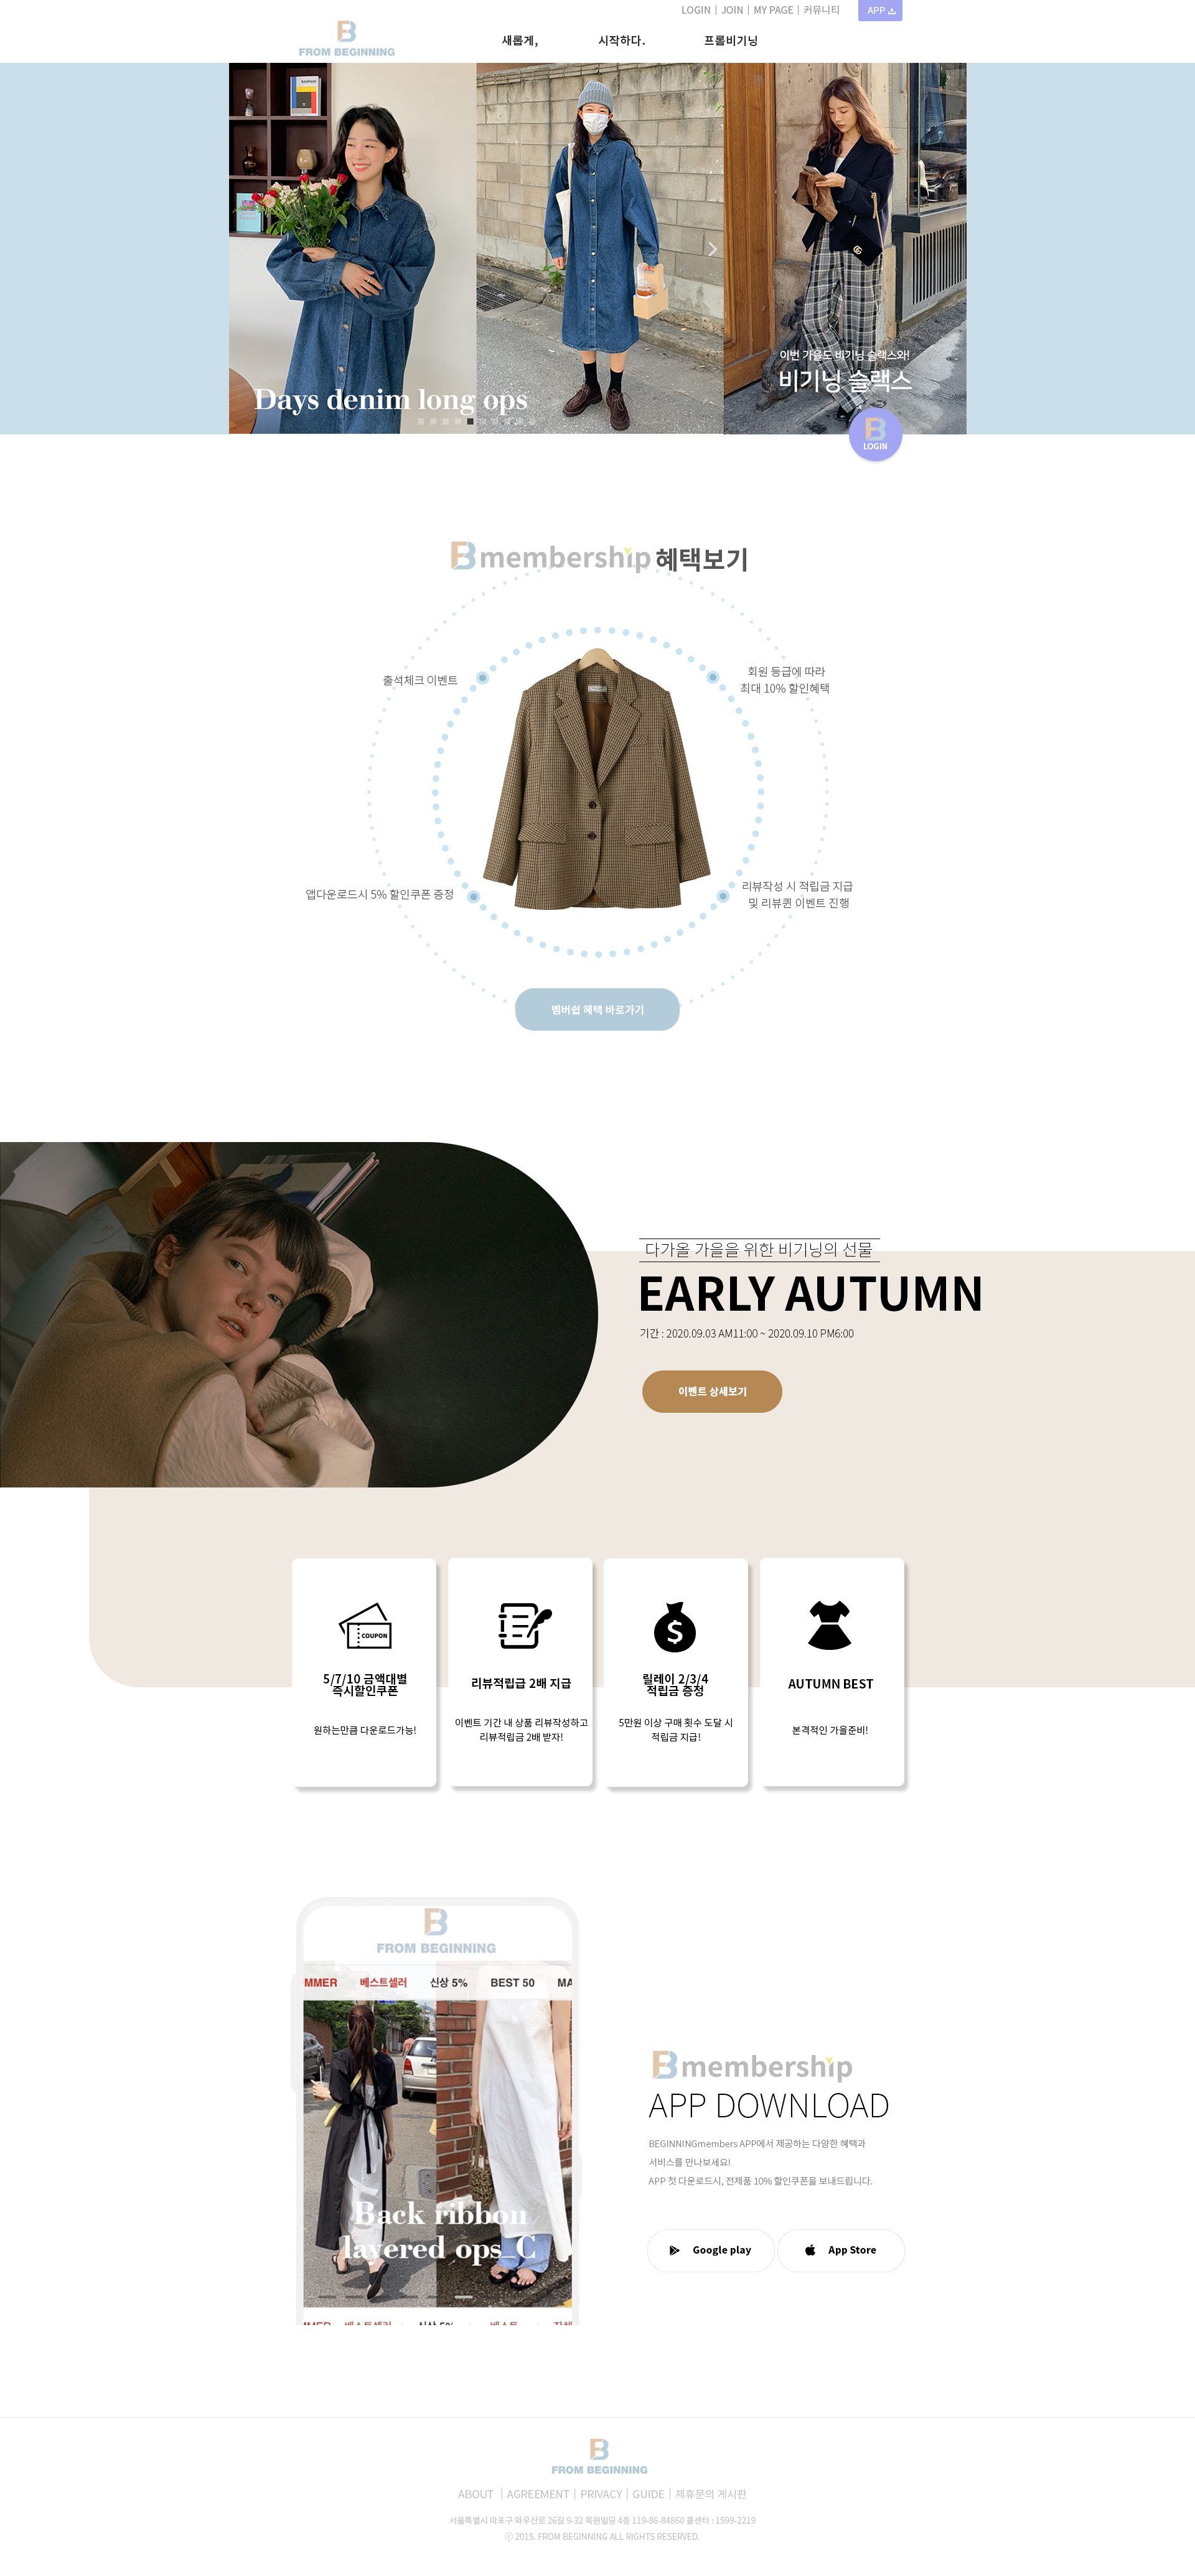 LOGIN | JOIN | MY PAGE | 커뮤니티
APP
B
FROM BEGINNING
새롭게,
시작하다.
프롬비기닝
Days denim long ops
이번 가을도 비기닝 슬랙스와!
비기닝 슬랙스
B
LOGIN
B membership 혜택보기
출석체크 이벤트
회원 등급에 따라
최대 10% 할인혜택
앱다운로드시 5% 할인쿠폰 증정
리뷰작성 시 적립금 지급
및 리뷰퀸 이벤트 진행
멤버쉽 혜택 바로가기
다가올 가을을 위한 비기닝의 선물
EARLY AUTUMN
기간 : 2020.09.03 AM11:00 ~ 2020.09.10 PM6:00
이벤트 상세보기
COUPON
5/7/10 금액대별
즉시할인쿠폰
원하는만큼 다운로드가능!
리뷰적립급 2배 지급
이벤트 기간 내 상품 리뷰작성하고
리뷰적립금 2배 받자!
$
릴레이 2/3/4
적립금 증정
5만원 이상 구매 횟수 도달 시
적립금 지급!
AUTUMN BEST
본격적인 가을준비!
B
FROM BEGINNING
MMER 베스트셀러 신상 5% BEST 50 MA
Back ribbon
layered ops_C
B membership
APP DOWNLOAD
BEGINNINGmembers APP에서 제공하는 다양한 혜택과
서비스를 만나보세요!
APP 첫 다운로드시, 전제품 10% 할인쿠폰을 보내드립니다.
Google play
App Store
B
FROM BEGINNING
ABOUT | AGREEMENT | PRIVACY | GUIDE | 제휴문의 게시판
서울특별시 마포구 와우산로 26길 9-32 옥원빌딩 4층 119-86-84860 콜센터 : 1599-2219
ⓒ 2015. FROM BEGINNING ALL RIGHTS RESERVED.